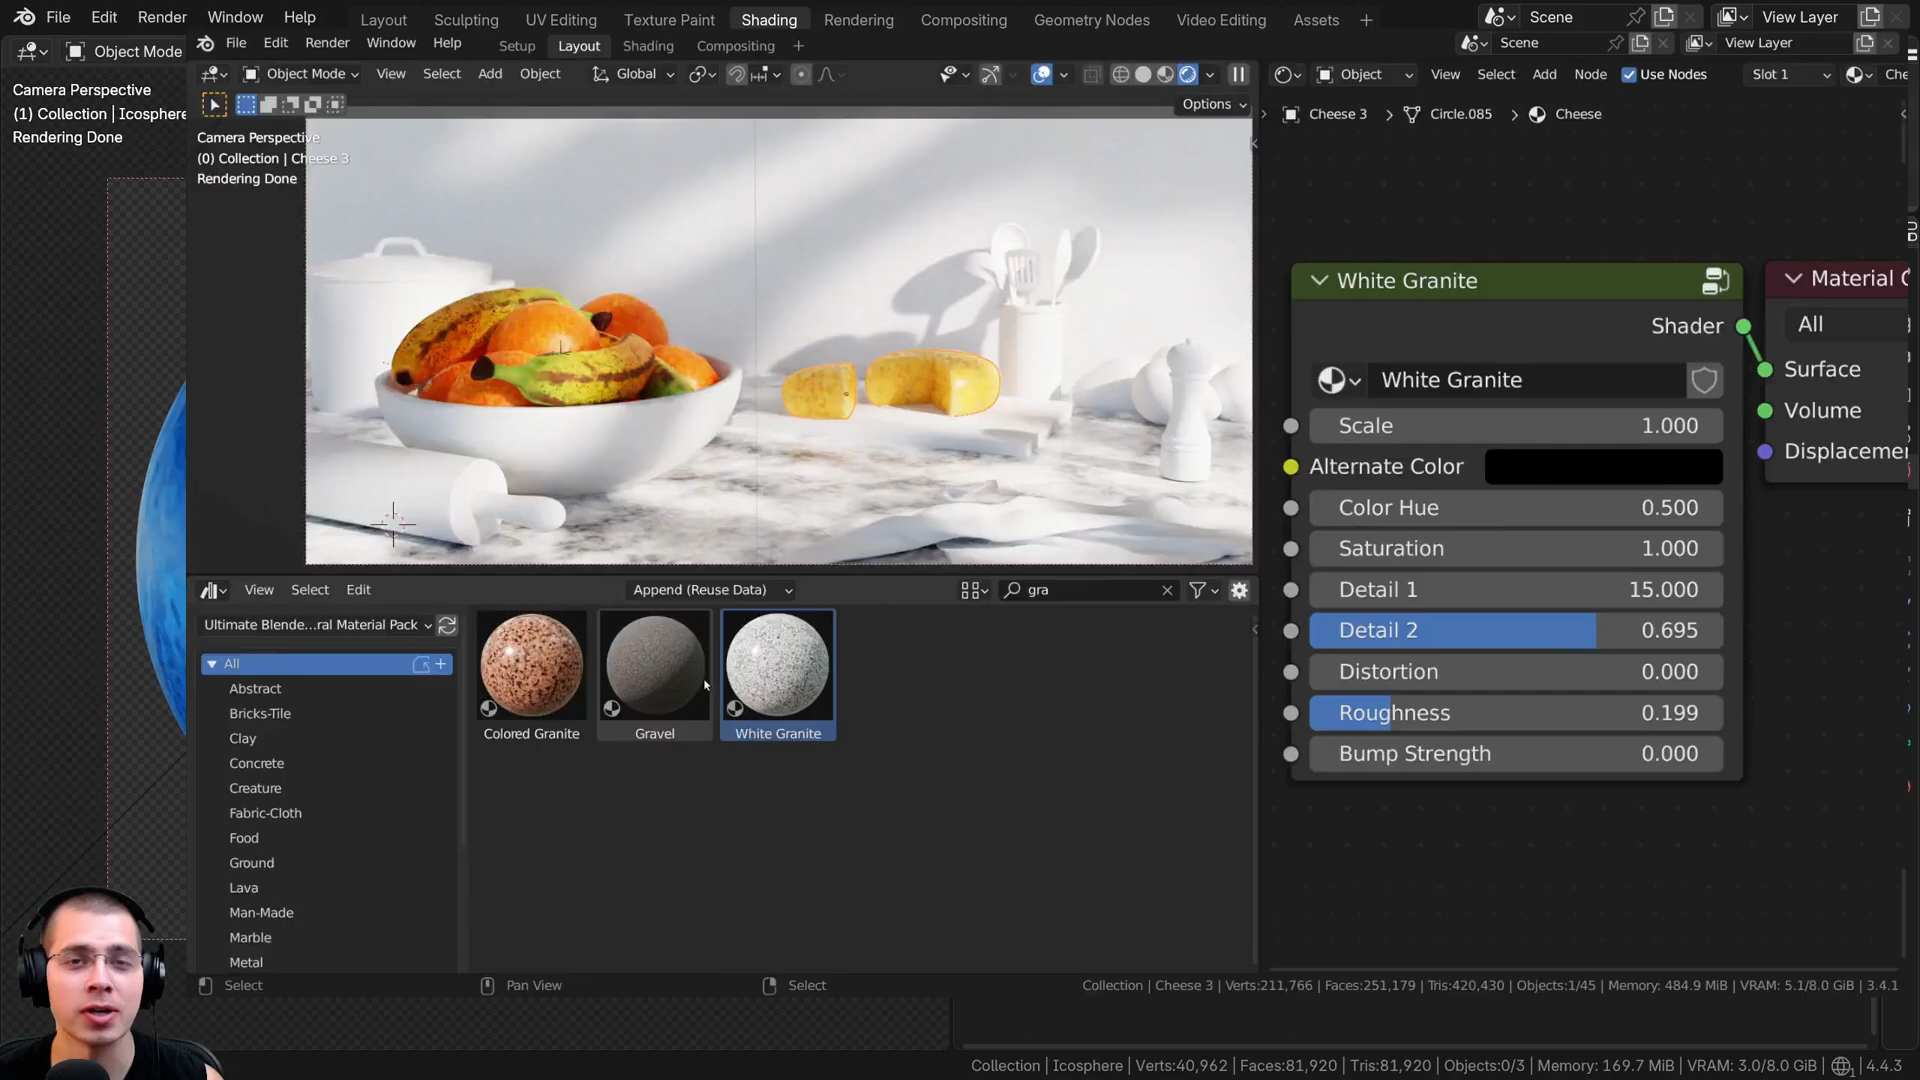 File Edit Render Window Help Layout Sculpting UV Editing Texture Paint Shading Rendering Compositing Geometry Nodes Video Editing Assets + Scene View Layer
File Edit Render Window Help Setup Layout Shading Compositing + Scene View Layer
Object Mode
Object Mode View Select Add Object Global
Object View Select Add Node Use Nodes Slot 1 Che
Options
Camera Perspective
(1) Collection | Icosphere
Rendering Done
Camera Perspective
(0) Collection | Cheese 3
Rendering Done
Cheese 3 > Circle.085 > Cheese
White Granite
Shader
White Granite
Scale 1.000
Alternate Color
Color Hue 0.500
Saturation 1.000
Detail 1 15.000
Detail 2 0.695
Distortion 0.000
Roughness 0.199
Bump Strength 0.000
Material
All
Surface
Volume
Displaceme
View Select Edit Append (Reuse Data) gra
Ultimate Blende...ral Material Pack
All
Abstract
Bricks-Tile
Clay
Concrete
Creature
Fabric-Cloth
Food
Ground
Lava
Man-Made
Marble
Metal
Colored Granite Gravel White Granite
Select Pan View Select
Collection | Cheese 3 | Verts:211,766 | Faces:251,179 | Tris:420,430 | Objects:1/45 | Memory: 484.9 MiB | VRAM: 5.1/8.0 GiB | 3.4.1
Collection | Icosphere | Verts:40,962 | Faces:81,920 | Tris:81,920 | Objects:0/3 | Memory: 169.7 MiB | VRAM: 3.0/8.0 GiB | 4.4.3